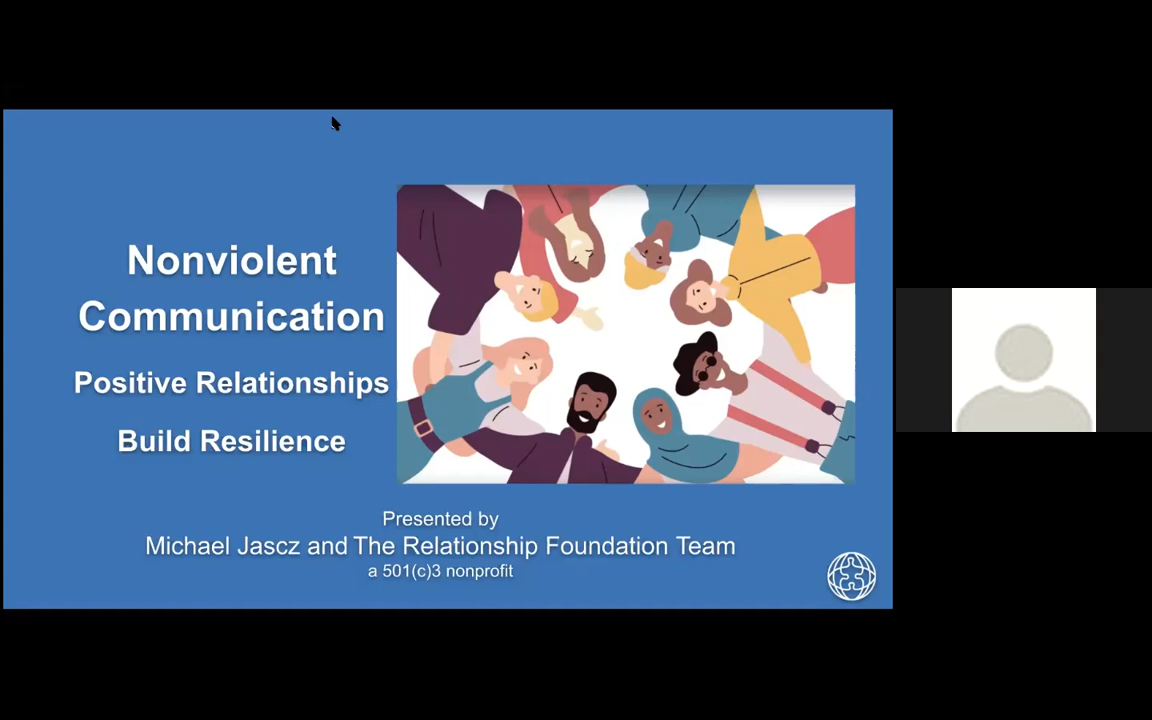 Nonviolent
Communication
Positive Relationships
Build Resilience
Presented by
Michael Jascz and The Relationship Foundation Team
a 501(c)3 nonprofit